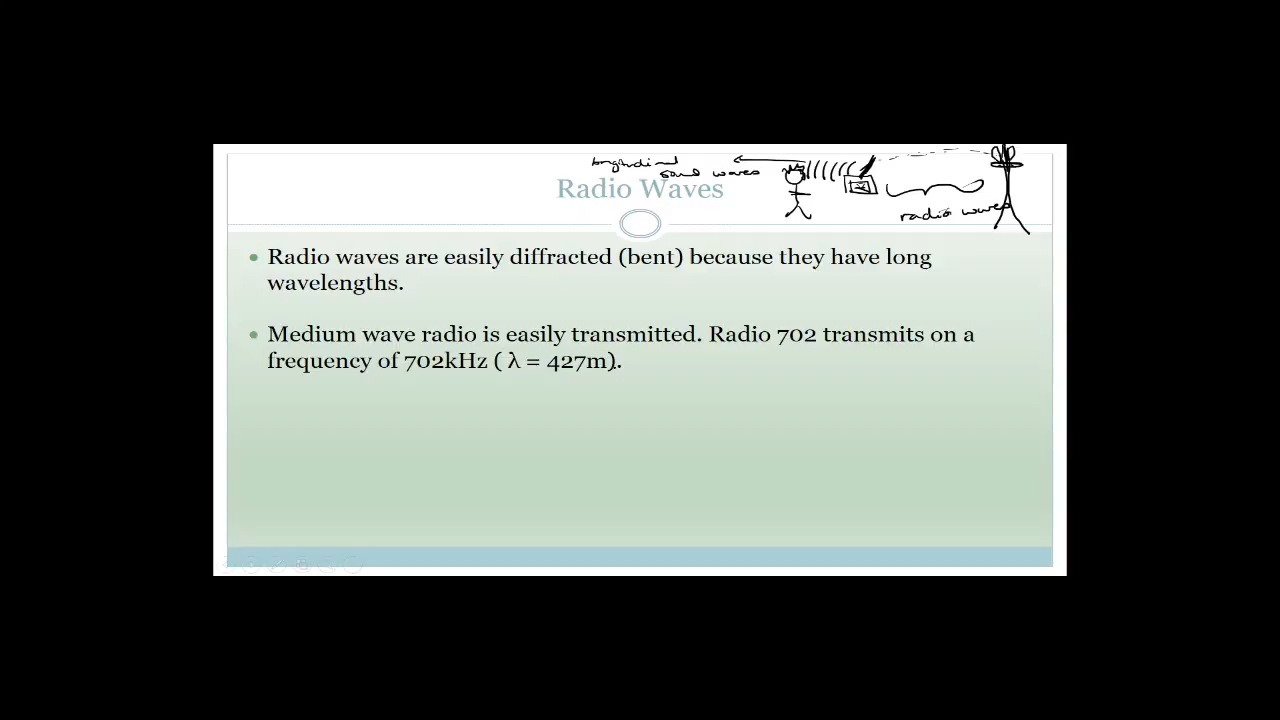 longitudinal
sound waves
Radio Waves
radio waves
Radio waves are easily diffracted (bent) because they have long
wavelengths.
Medium wave radio is easily transmitted. Radio 702 transmits on a
frequency of 702kHz ( λ = 427m).